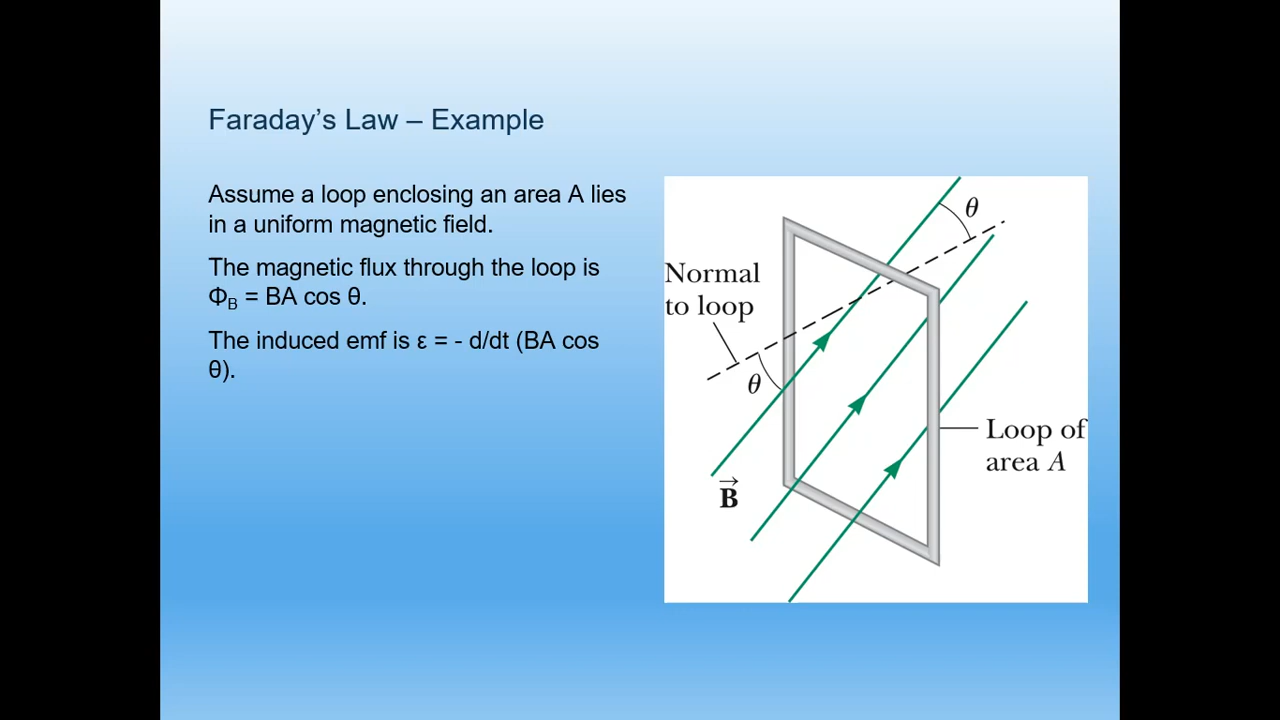 Faraday’s Law – Example
Assume a loop enclosing an area A lies
in a uniform magnetic field.
The magnetic flux through the loop is
ΦB = BA cos θ.
The induced emf is ε = - d/dt (BA cos
θ).
θ
Normal
to loop
θ
Loop of
area A
B